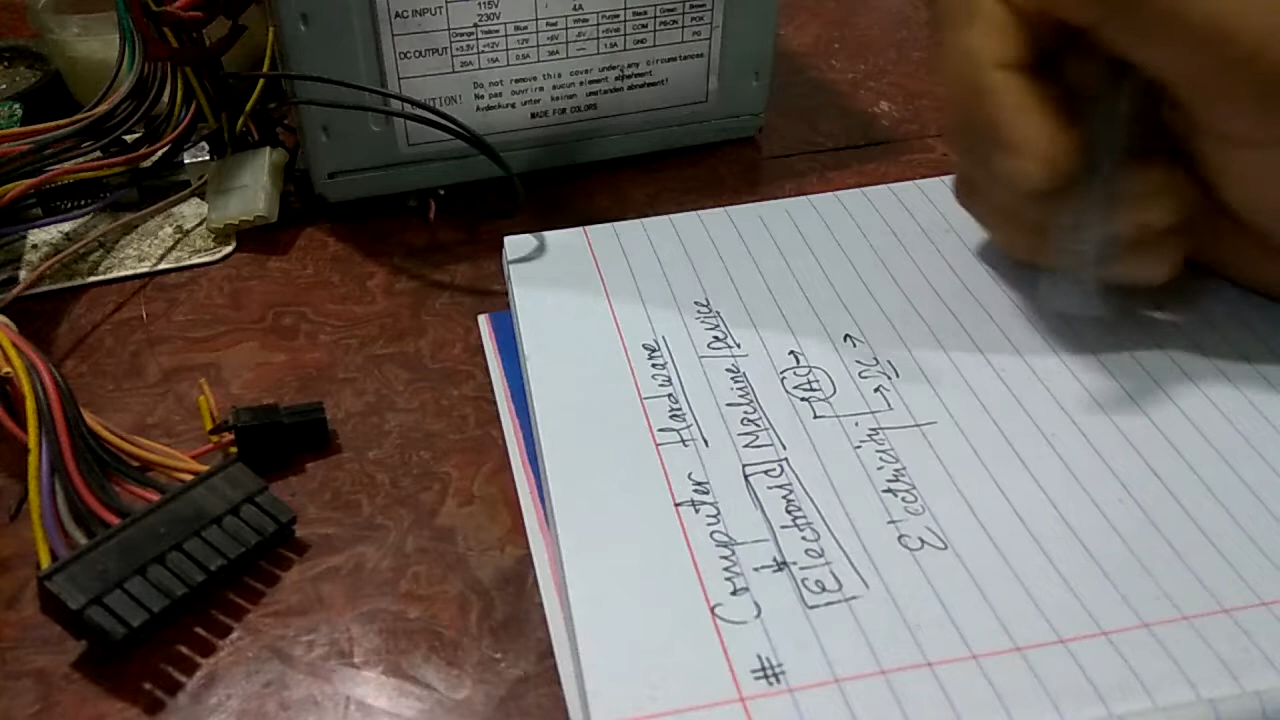 AC INPUT 115V 4A
230V
Orange Yellow Blue Red White Purple Black Green Brown
DC OUTPUT +3.3V +12V -12V +5V -5V +5Vsb COM PS-ON POK
20A 15A 0.5A 36A — 1.5A GND PG
Do not remove this cover under any circumstances
CAUTION! Ne pas ouvrirm aucun element abnehment.
Avdeckung unter keinen umstanden abnehment!
MADE FOR COLORS
# Computer Hardware
Electronic Machine/Device
AC →
Electricity → DC →